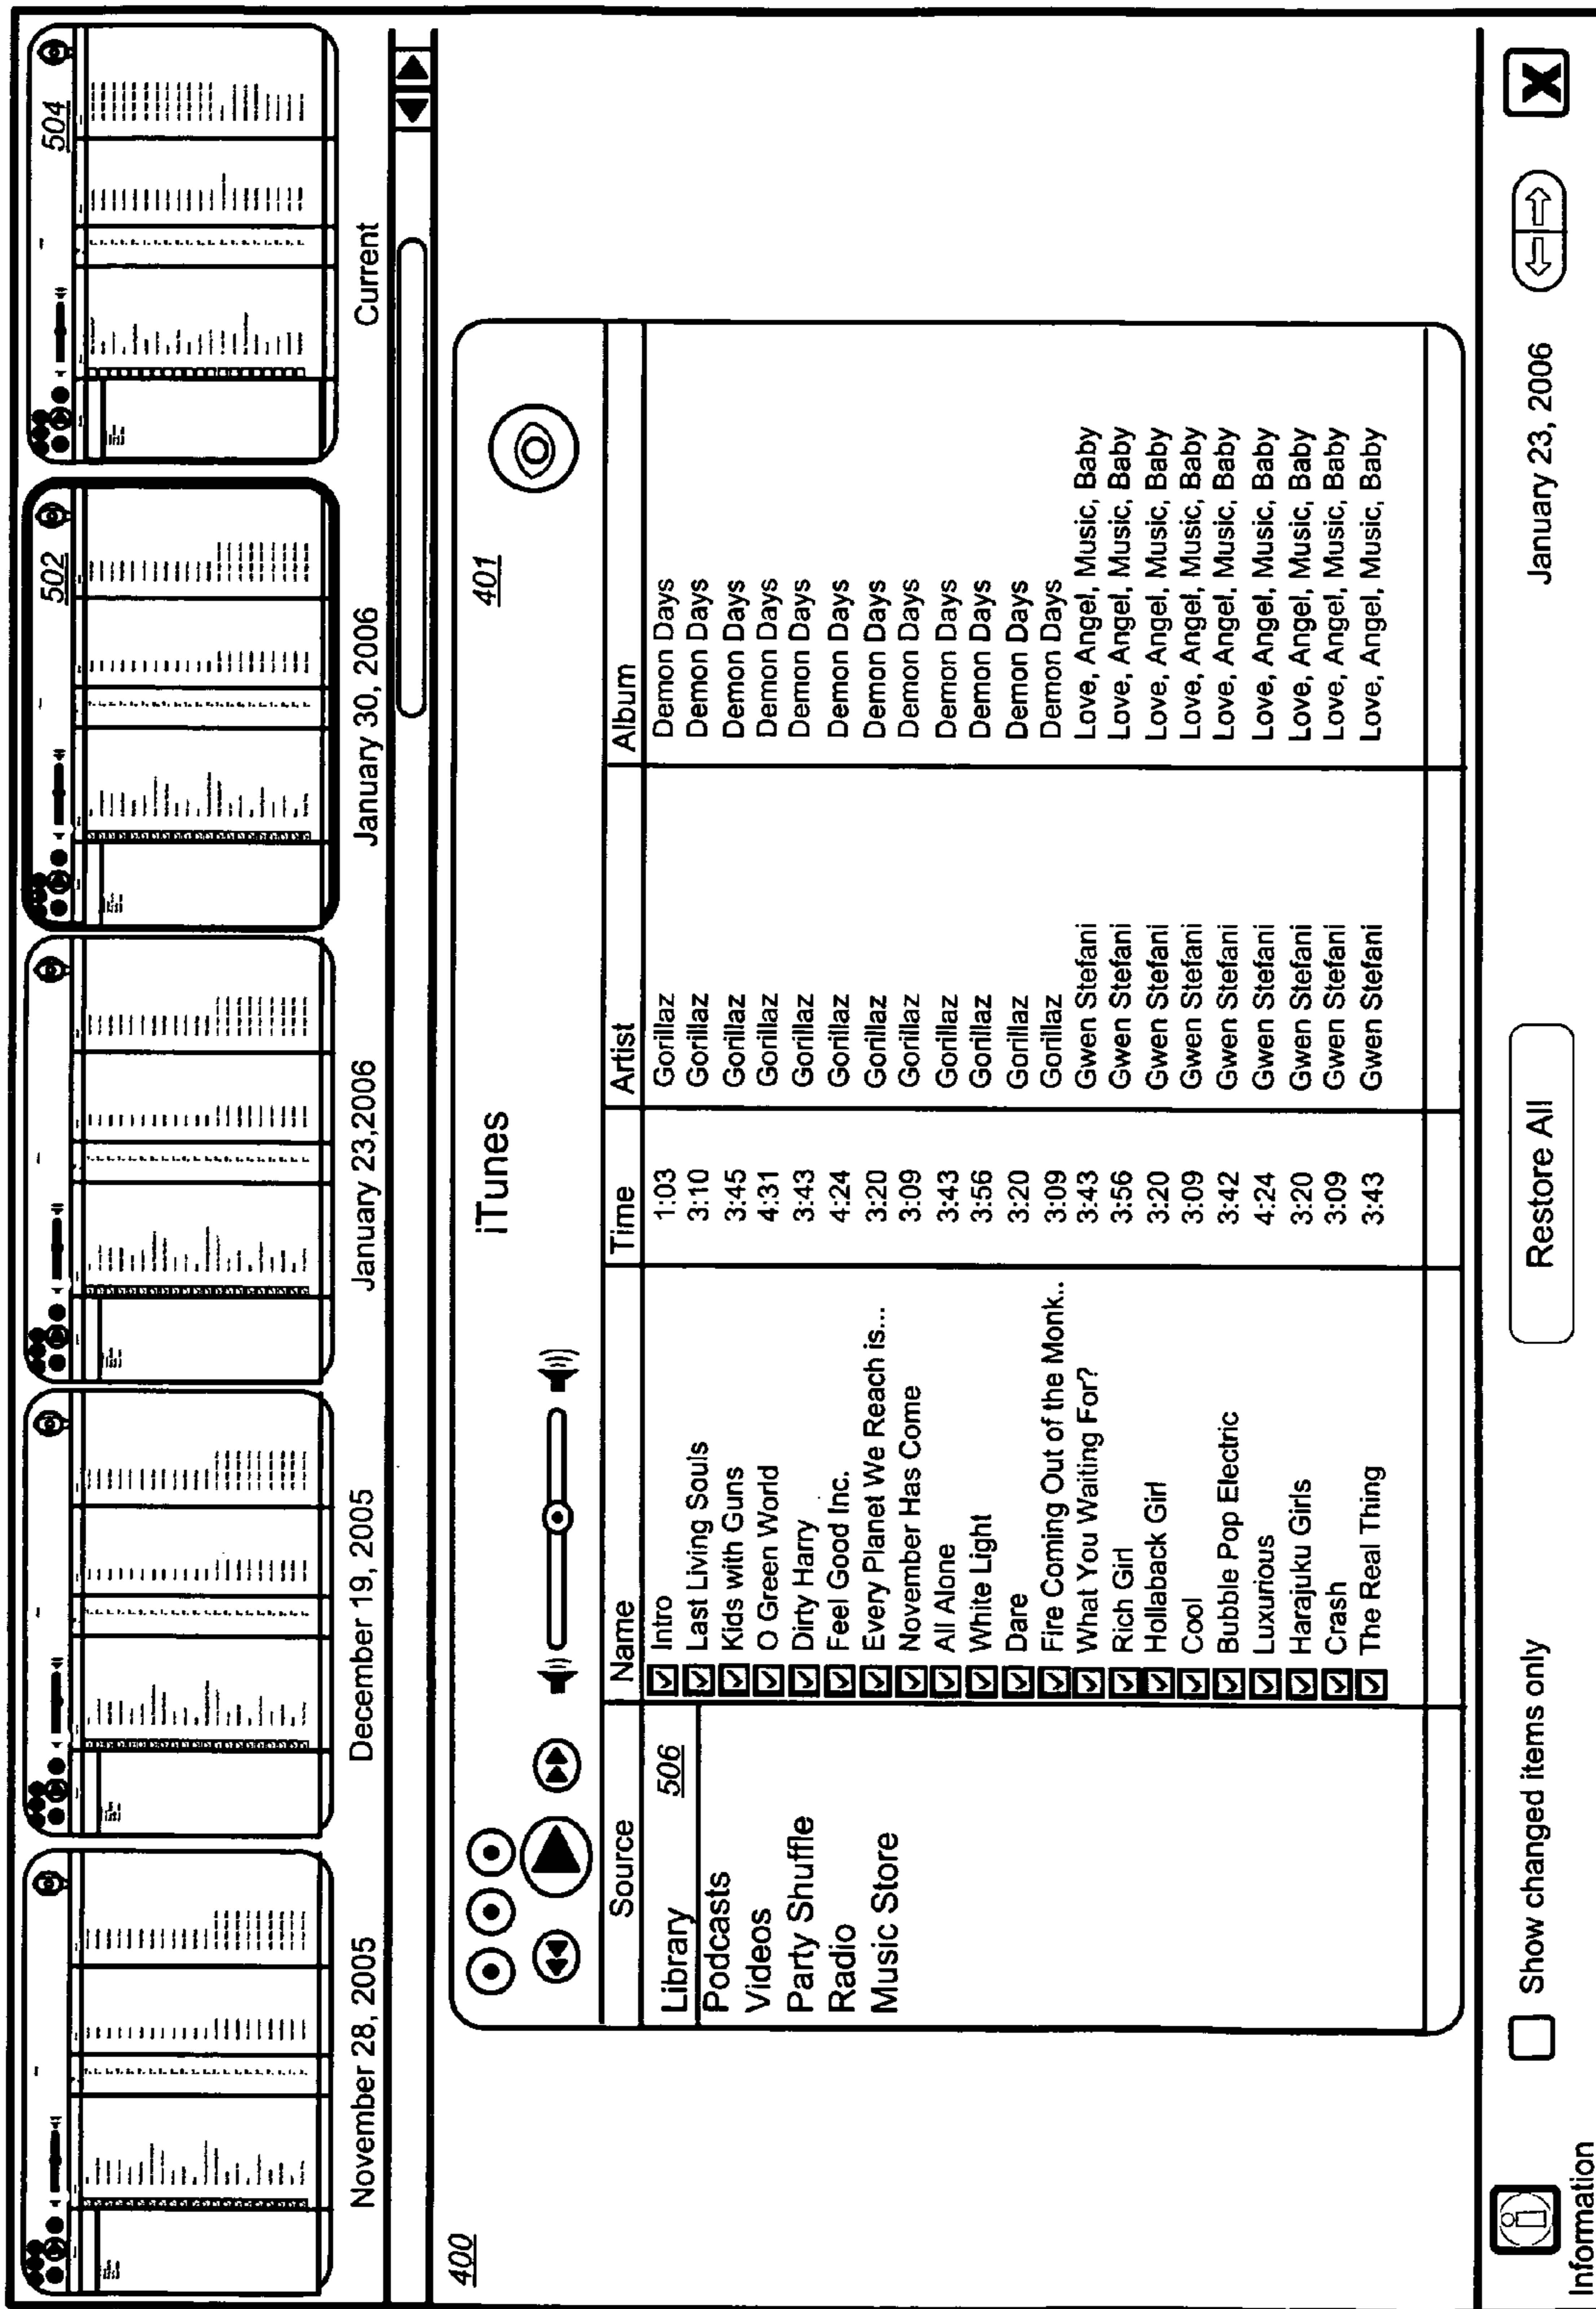 504
502
November 28, 2005 December 19, 2005 January 23,2006 January 30, 2006 Current
400
iTunes 401
Source Name Time Artist Album
Library 506 Intro 1:03 Gorillaz Demon Days
Podcasts Last Living Souls 3:10 Gorillaz Demon Days
Videos Kids with Guns 3:45 Gorillaz Demon Days
O Green World 4:31 Gorillaz Demon Days
Party Shuffle Dirty Harry 3:43 Gorillaz Demon Days
Radio Feel Good Inc. 4:24 Gorillaz Demon Days
Music Store Every Planet We Reach is... 3:20 Gorillaz Demon Days
November Has Come 3:09 Gorillaz Demon Days
All Alone 3:43 Gorillaz Demon Days
White Light 3:56 Gorillaz Demon Days
Dare 3:20 Gorillaz Demon Days
Fire Coming Out of the Monk.. 3:09 Gorillaz Demon Days
What You Waiting For? 3:43 Gwen Stefani Love, Angel, Music, Baby
Rich Girl 3:56 Gwen Stefani Love, Angel, Music, Baby
Hollaback Girl 3:20 Gwen Stefani Love, Angel, Music, Baby
Cool 3:09 Gwen Stefani Love, Angel, Music, Baby
Bubble Pop Electric 3:42 Gwen Stefani Love, Angel, Music, Baby
Luxurious 4:24 Gwen Stefani Love, Angel, Music, Baby
Harajuku Girls 3:20 Gwen Stefani Love, Angel, Music, Baby
Crash 3:09 Gwen Stefani Love, Angel, Music, Baby
The Real Thing 3:43 Gwen Stefani Love, Angel, Music, Baby
Show changed items only Restore All January 23, 2006 X
Information